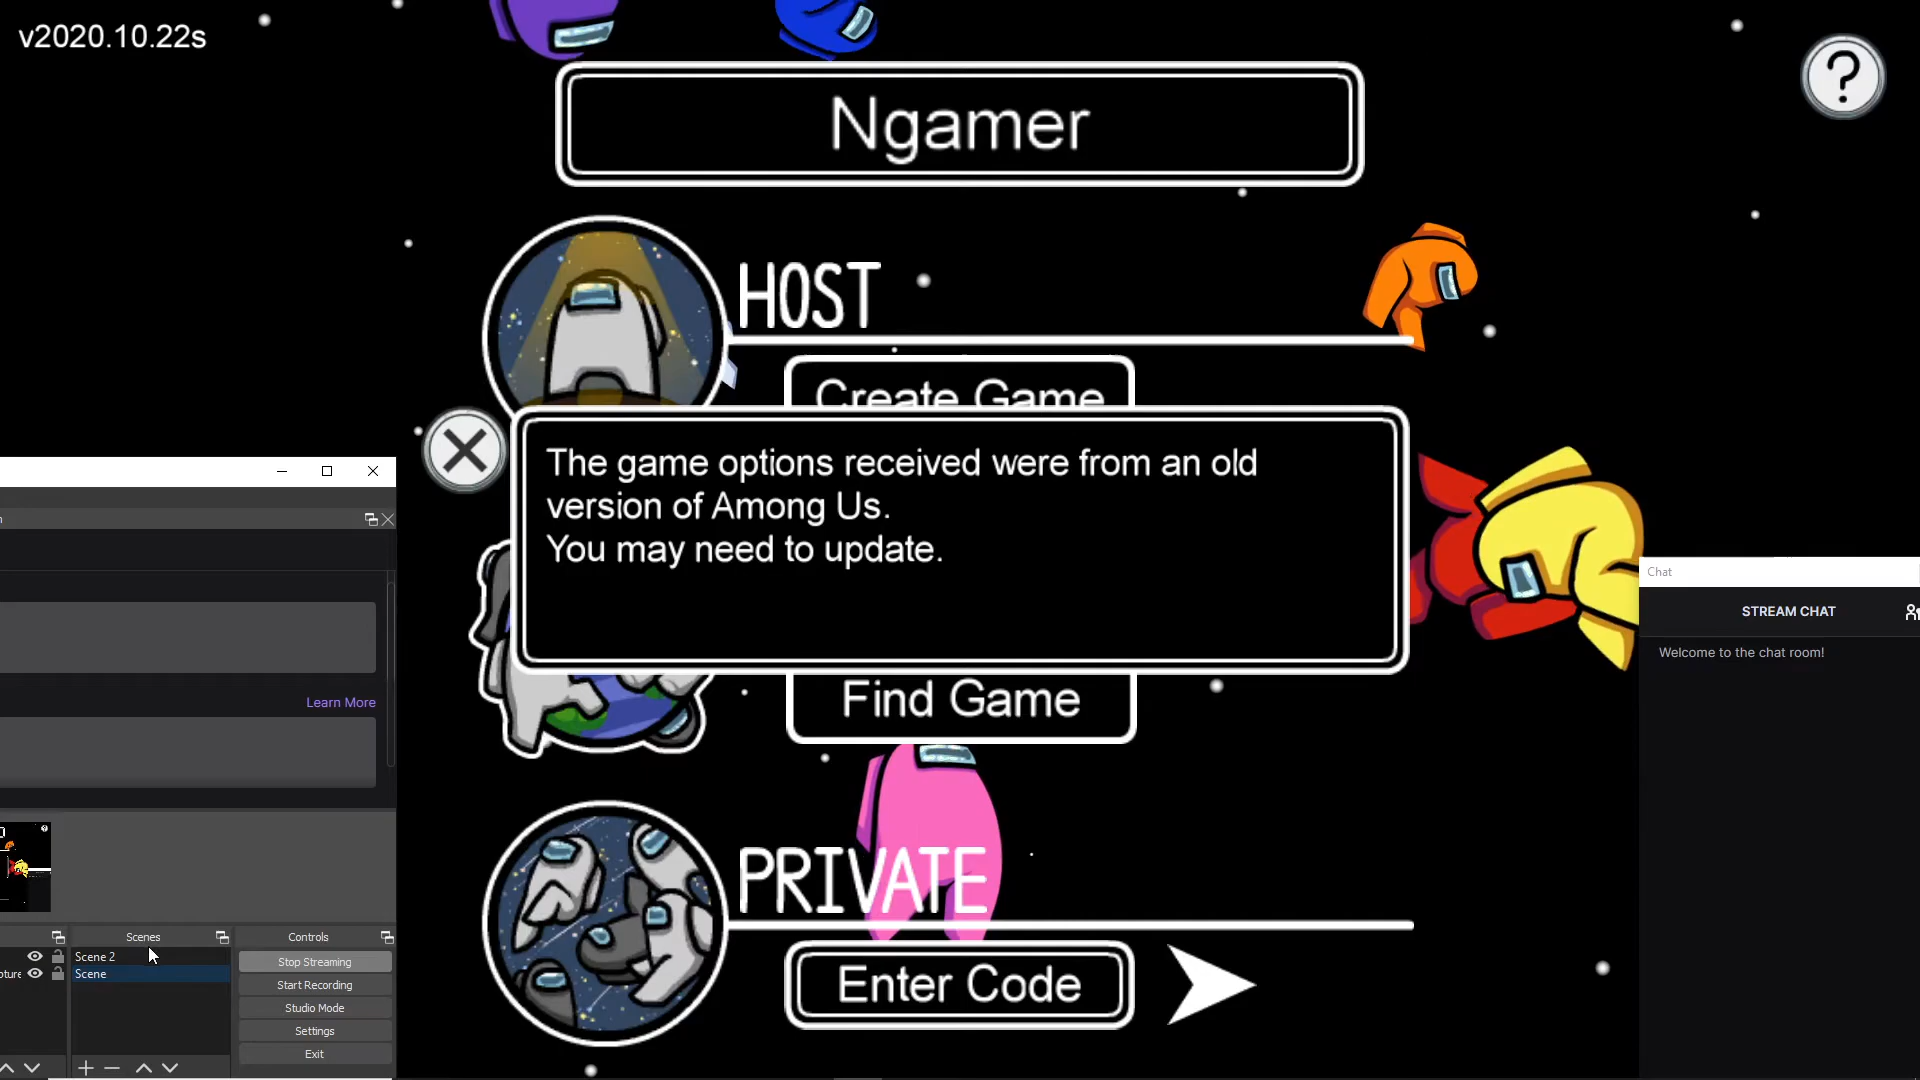 v2020.10.22s
?
Ngamer
HOST
Create Game
The game options received were from an old
version of Among Us.
You may need to update.
Find Game
PRIVATE
Enter Code
Learn More
Scenes
Controls
Scene 2
Scene
Stop Streaming
Start Recording
Studio Mode
Settings
Exit
Chat
STREAM CHAT
Welcome to the chat room!